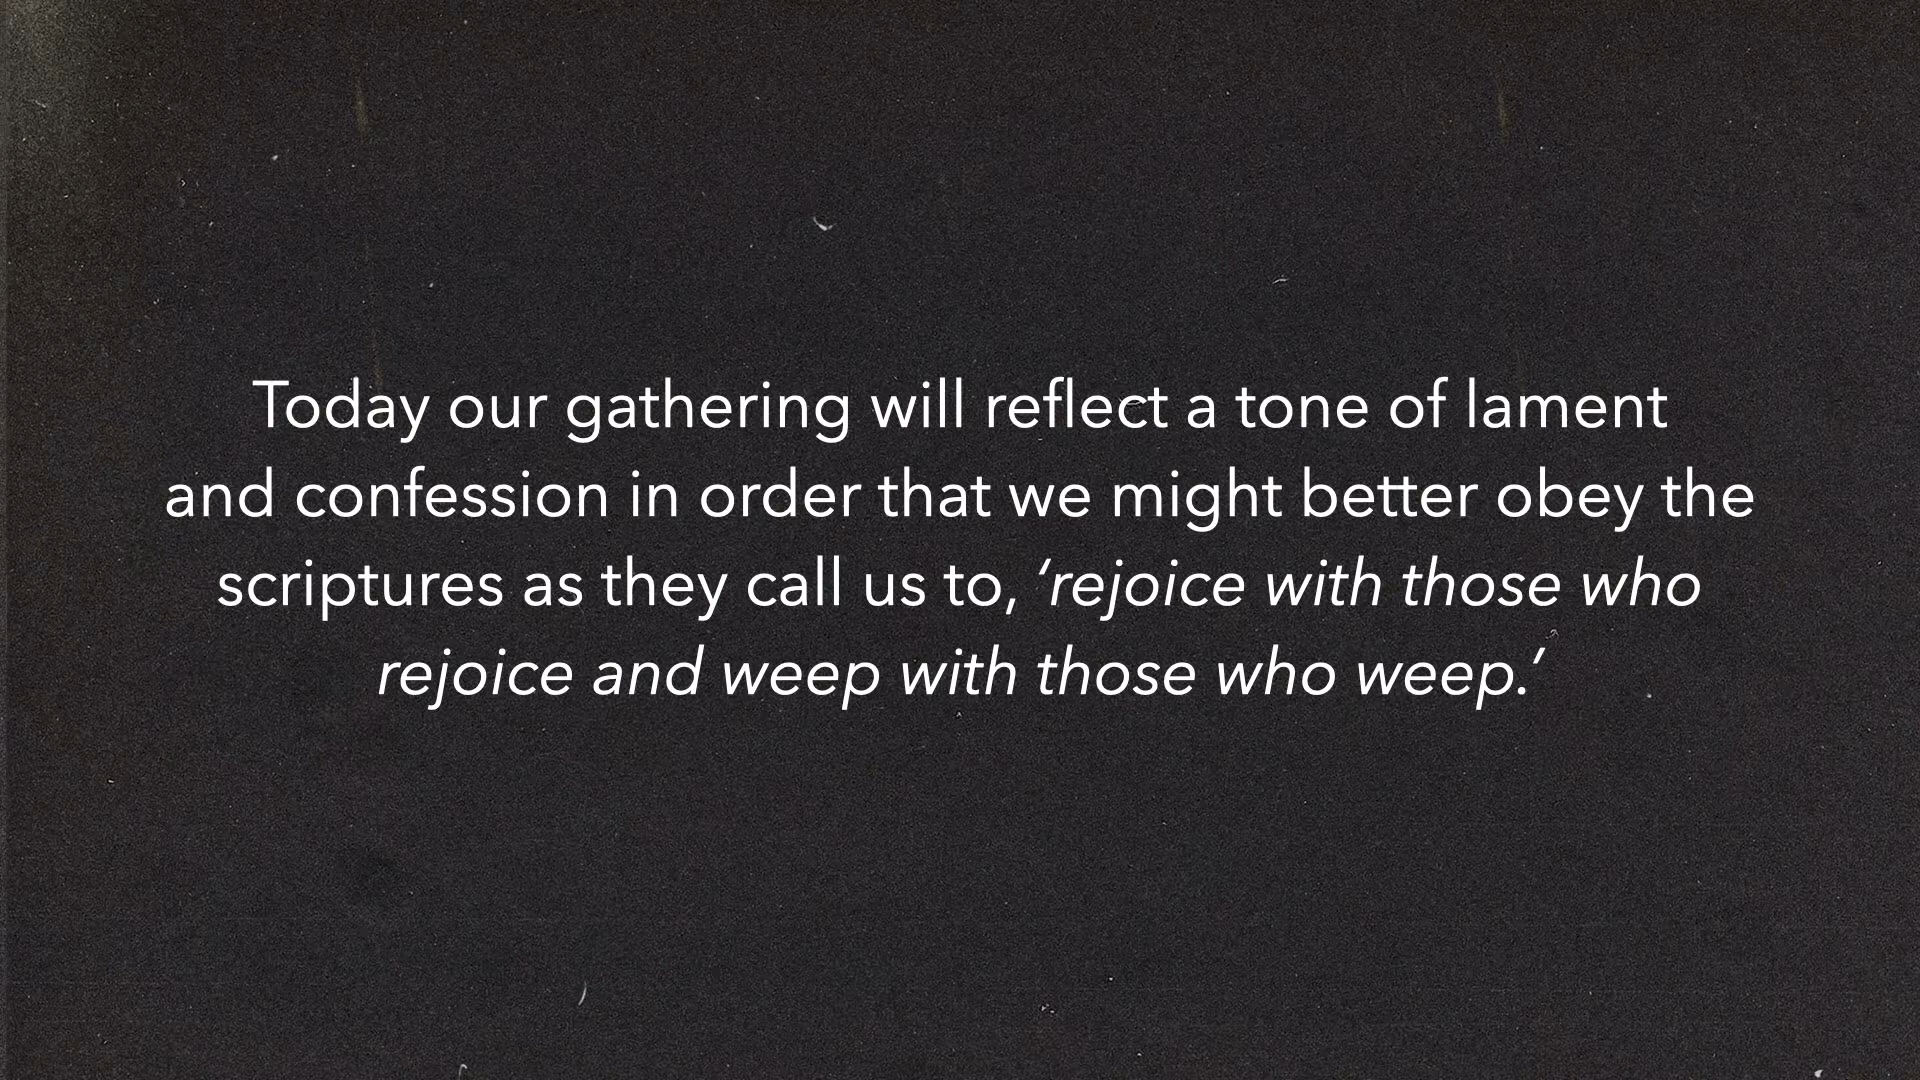 Today our gathering will reflect a tone of lament
and confession in order that we might better obey the
scriptures as they call us to, ‘rejoice with those who
rejoice and weep with those who weep.’